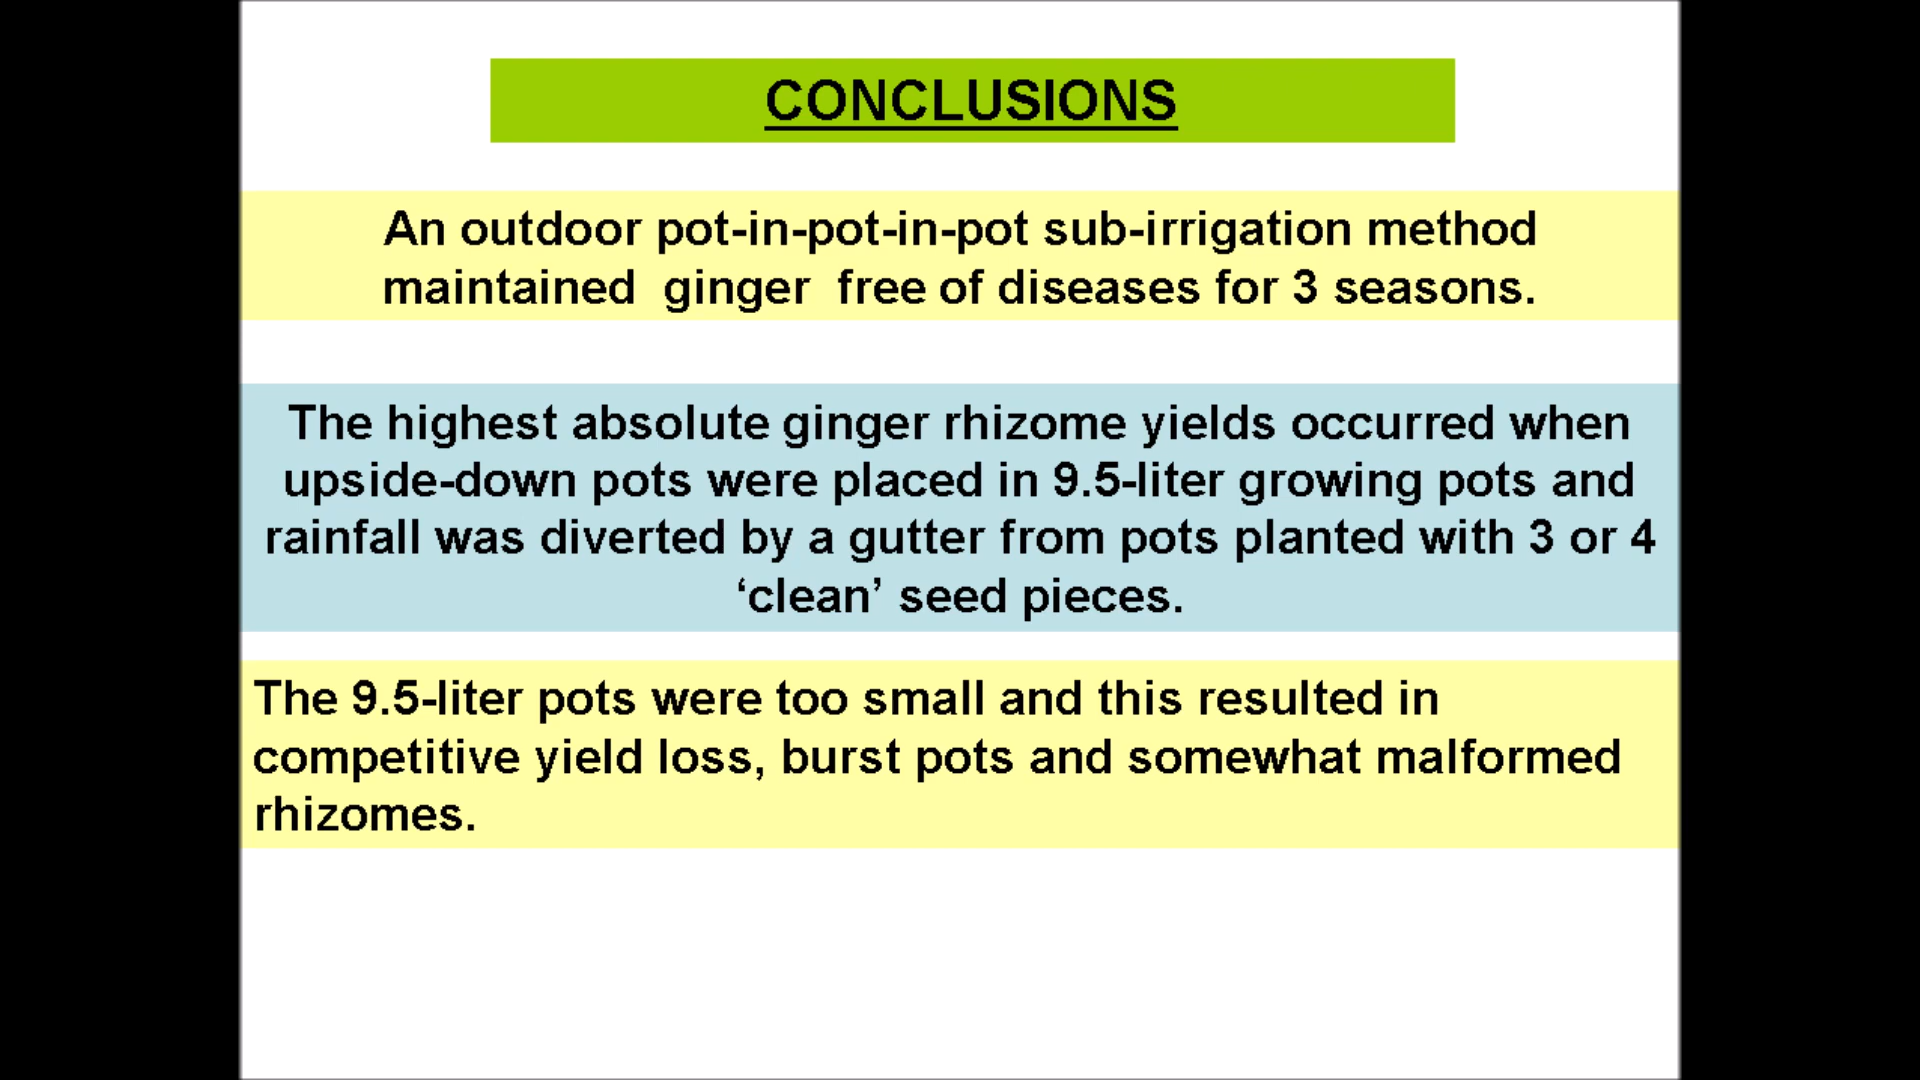 CONCLUSIONS
An outdoor pot-in-pot-in-pot sub-irrigation method
maintained ginger free of diseases for 3 seasons.
The highest absolute ginger rhizome yields occurred when
upside-down pots were placed in 9.5-liter growing pots and
rainfall was diverted by a gutter from pots planted with 3 or 4
‘clean’ seed pieces.
The 9.5-liter pots were too small and this resulted in
competitive yield loss, burst pots and somewhat malformed
rhizomes.